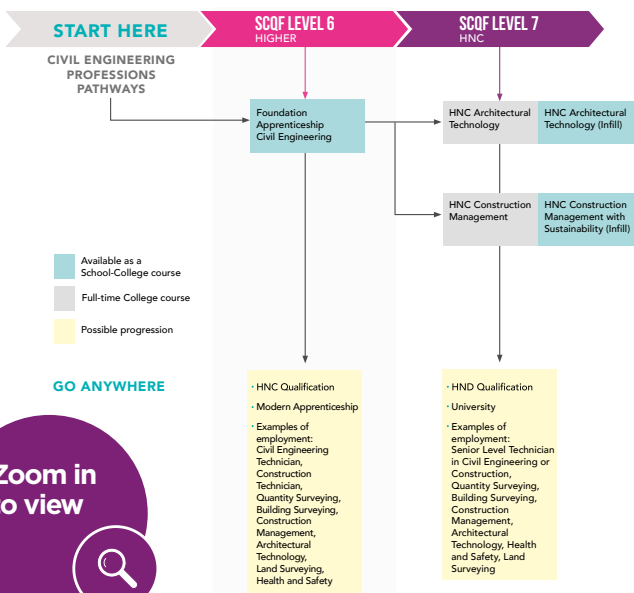 START HERE
SCQF LEVEL 6
HIGHER
SCQF LEVEL 7
HNC
CIVIL ENGINEERING
PROFESSIONS
PATHWAYS
Foundation
Apprenticeship
Civil Engineering
HNC Architectural
Technology
HNC Architectural
Technology (Infill)
HNC Construction
Management
HNC Construction
Management with
Sustainability (Infill)
Available as a
School-College course
Full-time College course
Possible progression
GO ANYWHERE
· HNC Qualification
· Modern Apprenticeship
· Examples of
employment:
Civil Engineering
Technician,
Construction
Technician,
Quantity Surveying,
Building Surveying,
Construction
Management,
Architectural
Technology,
Land Surveying,
Health and Safety
· HND Qualification
· University
· Examples of
employment:
Senior Level Technician
in Civil Engineering or
Construction,
Quantity Surveying,
Building Surveying,
Construction
Management,
Architectural
Technology, Health
and Safety, Land
Surveying
Zoom in
to view